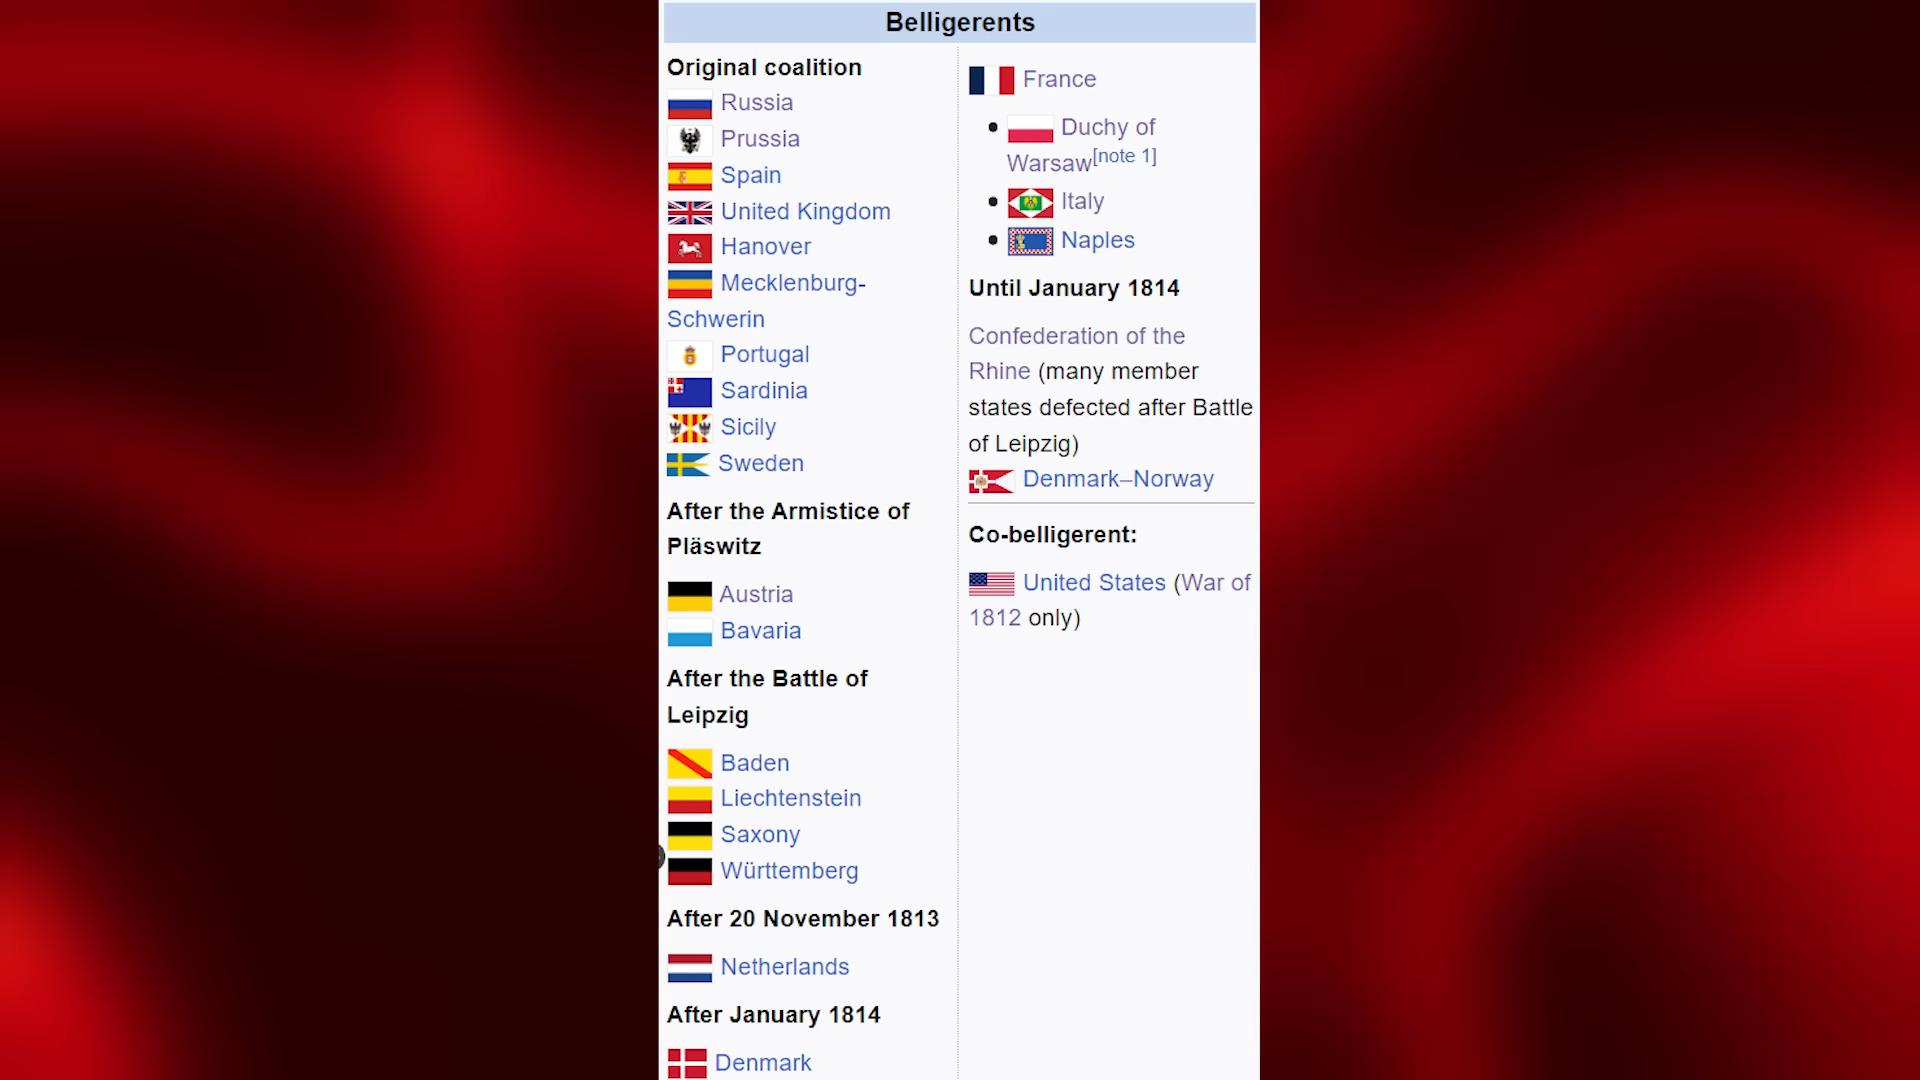 Belligerents
Original coalition
Russia
Prussia
Spain
United Kingdom
Hanover
Mecklenburg-
Schwerin
Portugal
Sardinia
Sicily
Sweden
After the Armistice of
Pläswitz
Austria
Bavaria
After the Battle of
Leipzig
Baden
Liechtenstein
Saxony
Württemberg
After 20 November 1813
Netherlands
After January 1814
Denmark
France
• Duchy of
Warsaw[note 1]
• Italy
• Naples
Until January 1814
Confederation of the
Rhine (many member
states defected after Battle
of Leipzig)
Denmark–Norway
Co-belligerent:
United States (War of
1812 only)